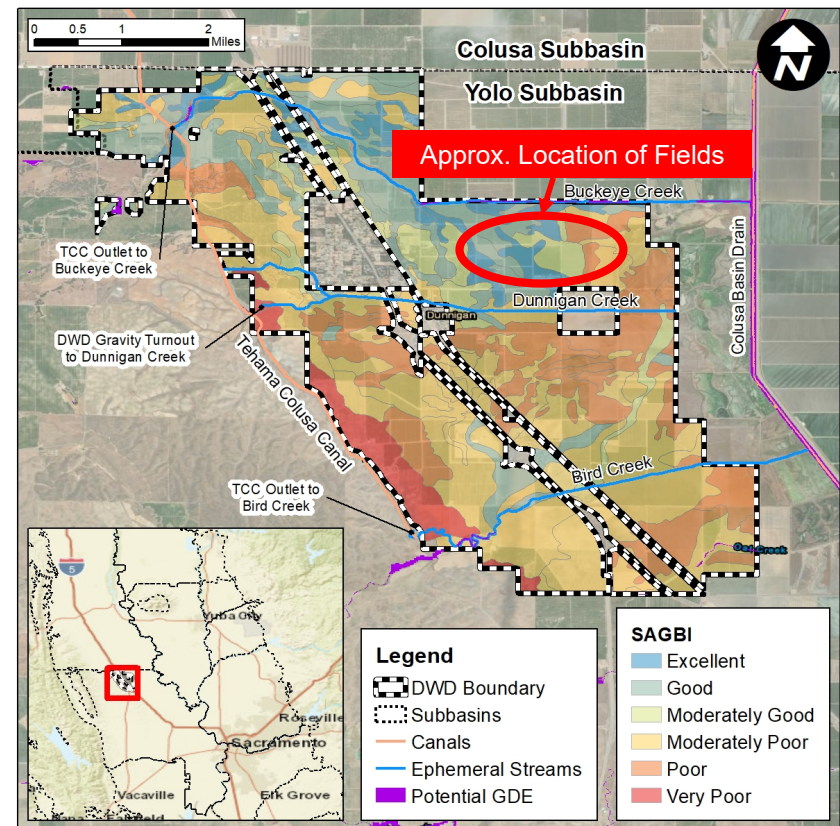 0 0.5 1 2
Miles
Colusa Subbasin
Yolo Subbasin
N
Approx. Location of Fields
Buckeye Creek
TCC Outlet to
Buckeye Creek
Dunnigan Creek
Dunnigan
DWD Gravity Turnout
to Dunnigan Creek
Colusa Basin Drain
Tehama Colusa Canal
Bird Creek
TCC Outlet to
Bird Creek
5
Yuba City
Roseville
Sacramento
Vacaville
Elk Grove
Legend
DWD Boundary
Subbasins
Canals
Ephemeral Streams
Potential GDE
SAGBI
Excellent
Good
Moderately Good
Moderately Poor
Poor
Very Poor